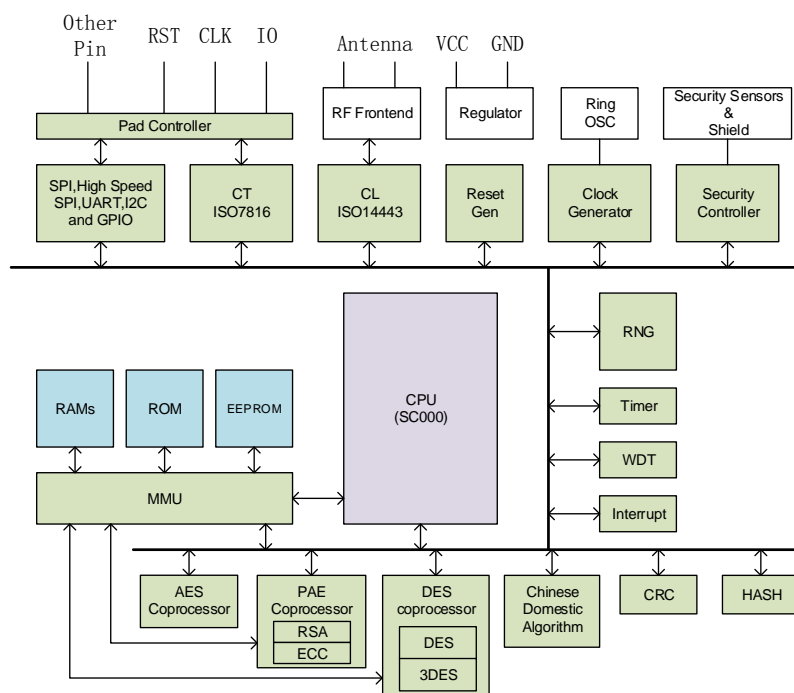 Other
Pin
RST
CLK
IO
Antenna
VCC
GND
Pad Controller
RF Frontend
Regulator
Ring
OSC
Security Sensors
&
Shield
SPI,High Speed
SPI,UART,I2C
and GPIO
CT
ISO7816
CL
ISO14443
Reset
Gen
Clock
Generator
Security
Controller
RNG
CPU
(SC000)
RAMs
ROM
EEPROM
Timer
WDT
MMU
Interrupt
AES
Coprocessor
PAE
Coprocessor
RSA
ECC
DES
coprocessor
DES
3DES
Chinese
Domestic
Algorithm
CRC
HASH